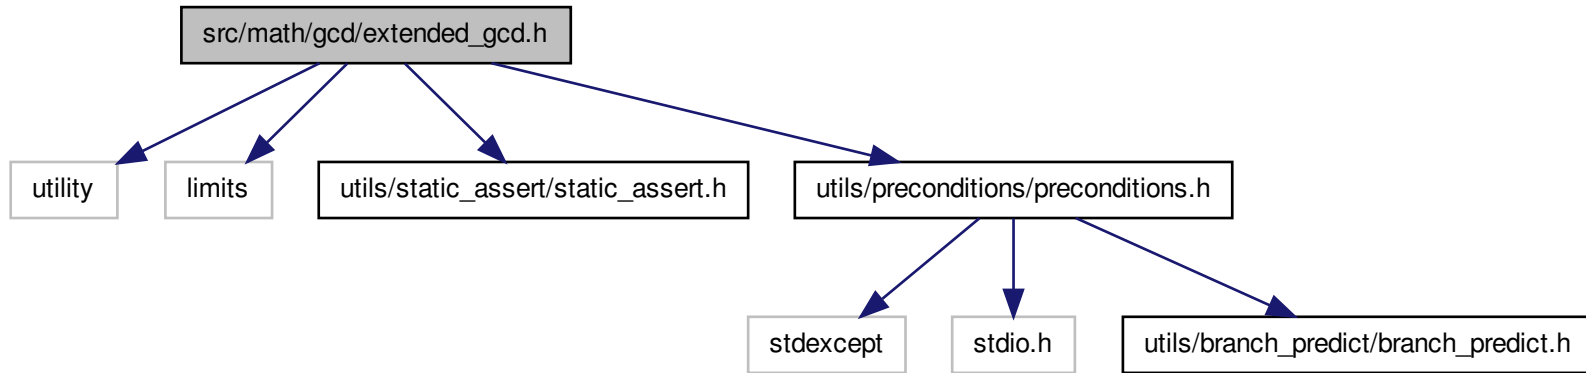 src/math/gcd/extended_gcd.h
utility
limits
utils/static_assert/static_assert.h
utils/preconditions/preconditions.h
stdexcept
stdio.h
utils/branch_predict/branch_predict.h